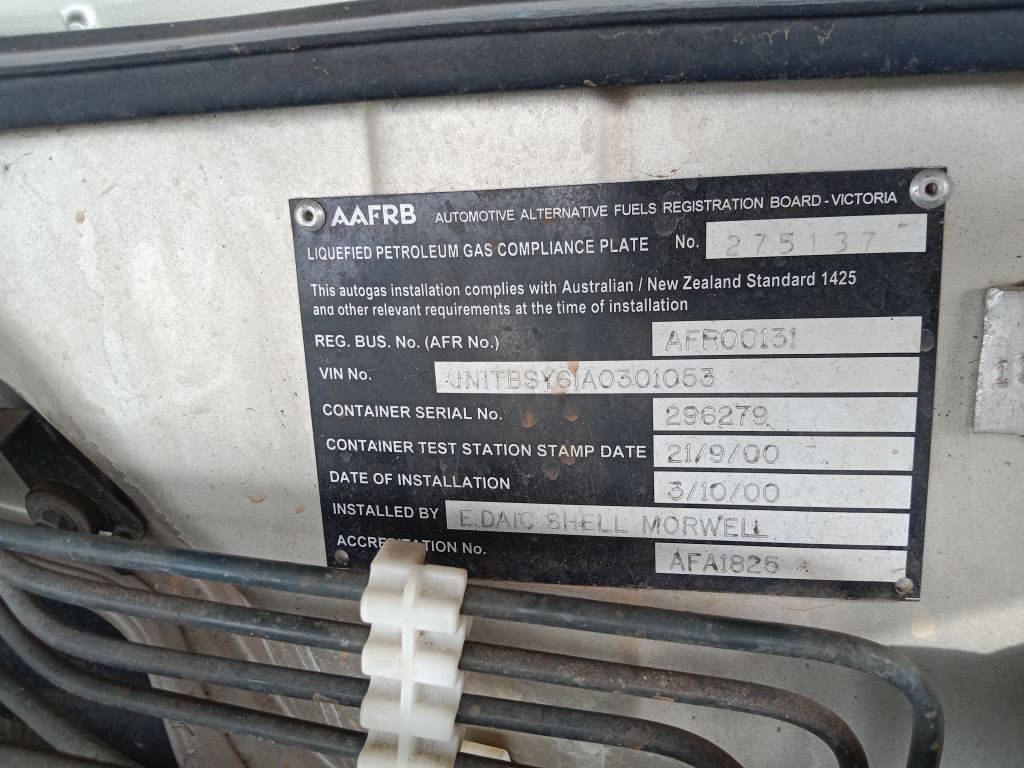 AAFRB AUTOMOTIVE ALTERNATIVE FUELS REGISTRATION BOARD - VICTORIA
LIQUEFIED PETROLEUM GAS COMPLIANCE PLATE No. 275137
This autogas installation complies with Australian / New Zealand Standard 1425
and other relevant requirements at the time of installation
REG. BUS. No. (AFR No.) AFR00131
VIN No. JN1TBSY61A0301053
CONTAINER SERIAL No. 296279
CONTAINER TEST STATION STAMP DATE 21/9/00
DATE OF INSTALLATION 3/10/00
INSTALLED BY E.DAIC SHELL MORWELL
ACCREDITATION No. AFA1825